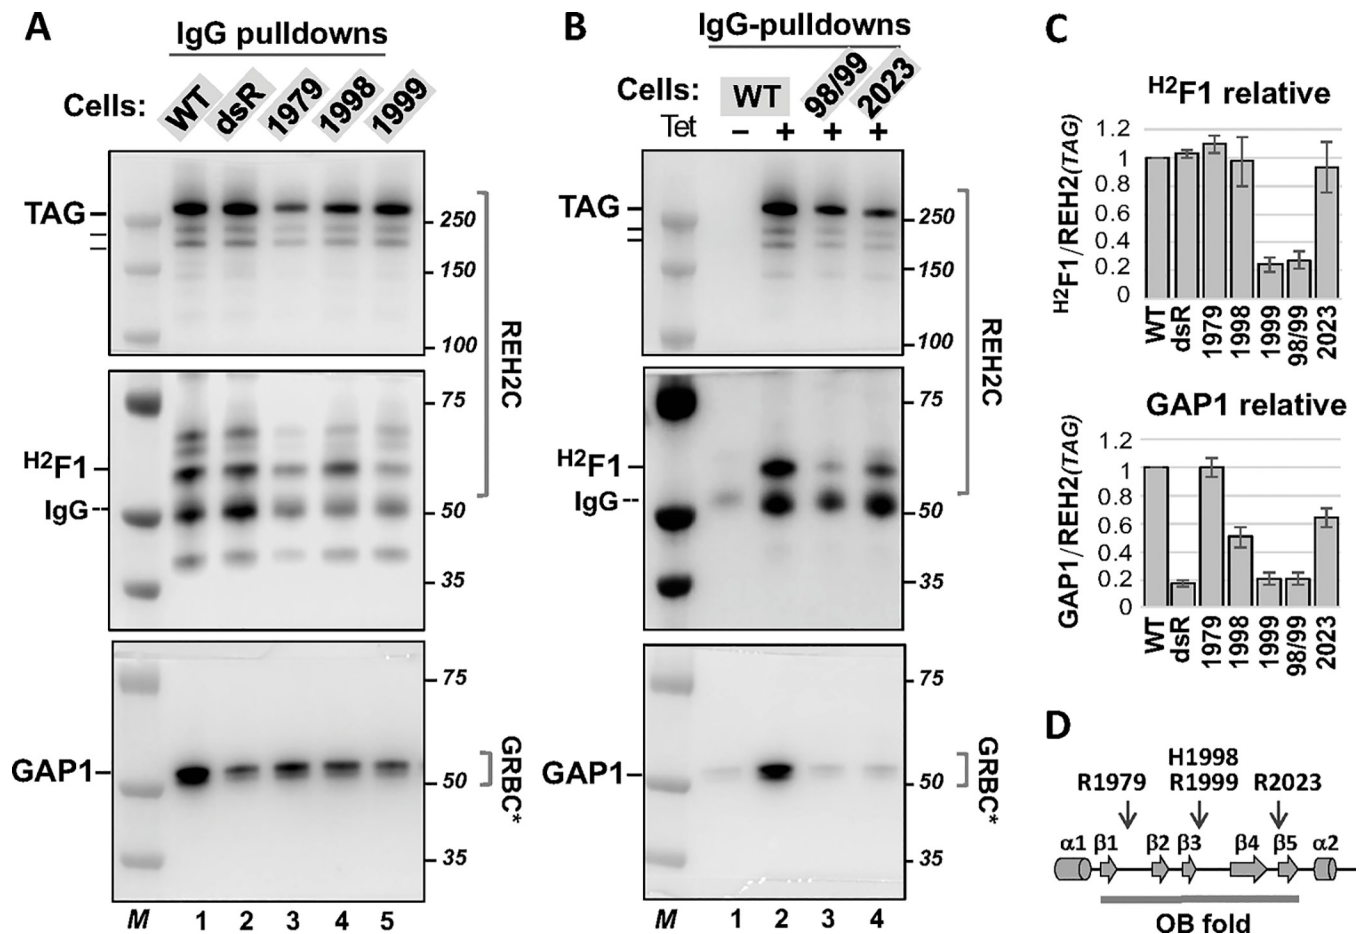 A
IgG pulldowns
Cells: WT dsR 1979 1998 1999
TAG
250
150
100
REH2C
75
H2F1
IgG
50
35
75
GAP1
50
GRBC*
35
M 1 2 3 4 5
B
IgG-pulldowns
Cells: WT 98/99 2023
Tet – + + +
TAG
250
150
100
REH2C
75
H2F1
IgG
50
35
75
GAP1
50
GRBC*
35
M 1 2 3 4
C
H2F1 relative
H2F1/REH2(TAG)
1.2
1
0.8
0.6
0.4
0.2
0
WT dsR 1979 1998 1999 98/99 2023
GAP1 relative
GAP1/REH2(TAG)
1.2
1
0.8
0.6
0.4
0.2
0
WT dsR 1979 1998 1999 98/99 2023
D
H1998
R1979 R1999 R2023
α1 β1 β2 β3 β4 β5 α2
OB fold